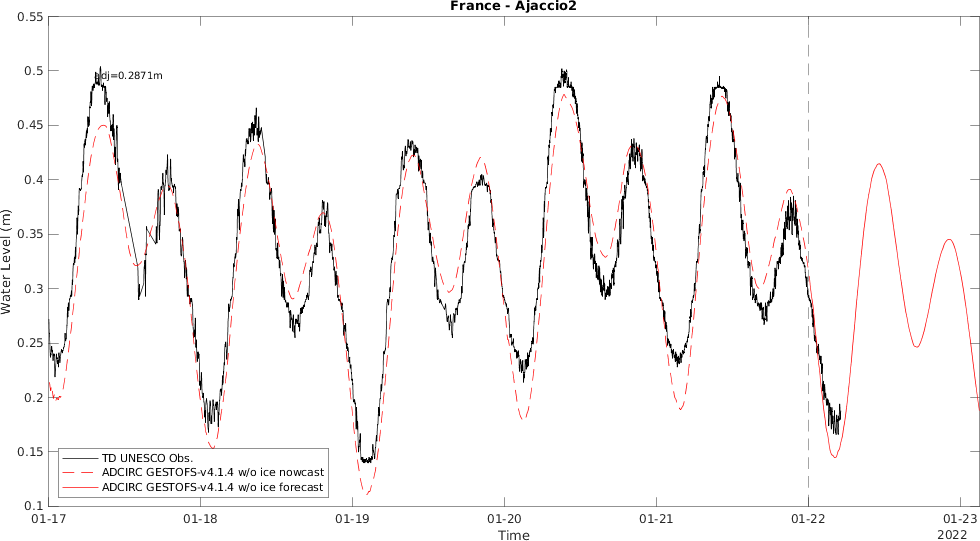 France - Ajaccio2
0.55
0.5
0.45
0.4
0.35
0.3
0.25
0.2
0.15
0.1
Water Level (m)
adj=0.2871m
TD UNESCO Obs.
ADCIRC GESTOFS-v4.1.4 w/o ice nowcast
ADCIRC GESTOFS-v4.1.4 w/o ice forecast
01-17 01-18 01-19 01-20 01-21 01-22 01-23
Time
2022